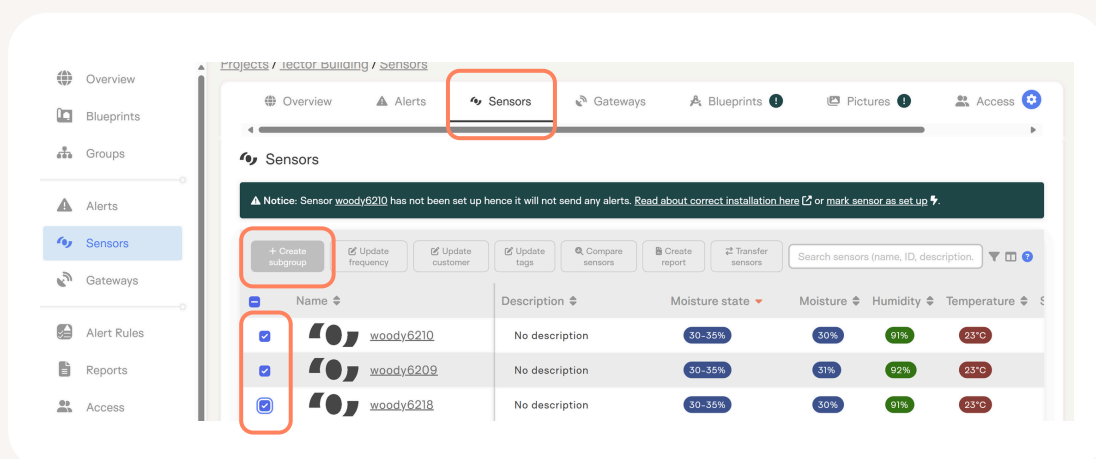 Projects / Tector Building / Sensors
Overview
Blueprints
Groups
Alerts
Sensors
Gateways
Alert Rules
Reports
Access
Overview Alerts Sensors Gateways Blueprints Pictures Access
Sensors
Notice: Sensor woody6210 has not been set up hence it will not send any alerts. Read about correct installation here or mark sensor as set up.
+ Create subgroup
Update frequency
Update customer
Update tags
Compare sensors
Create report
Transfer sensors
Search sensors (name, ID, description.
Name Description Moisture state Moisture Humidity Temperature
woody6210 No description 30-35% 30% 91% 23°C
woody6209 No description 30-35% 31% 92% 23°C
woody6218 No description 30-35% 30% 91% 23°C